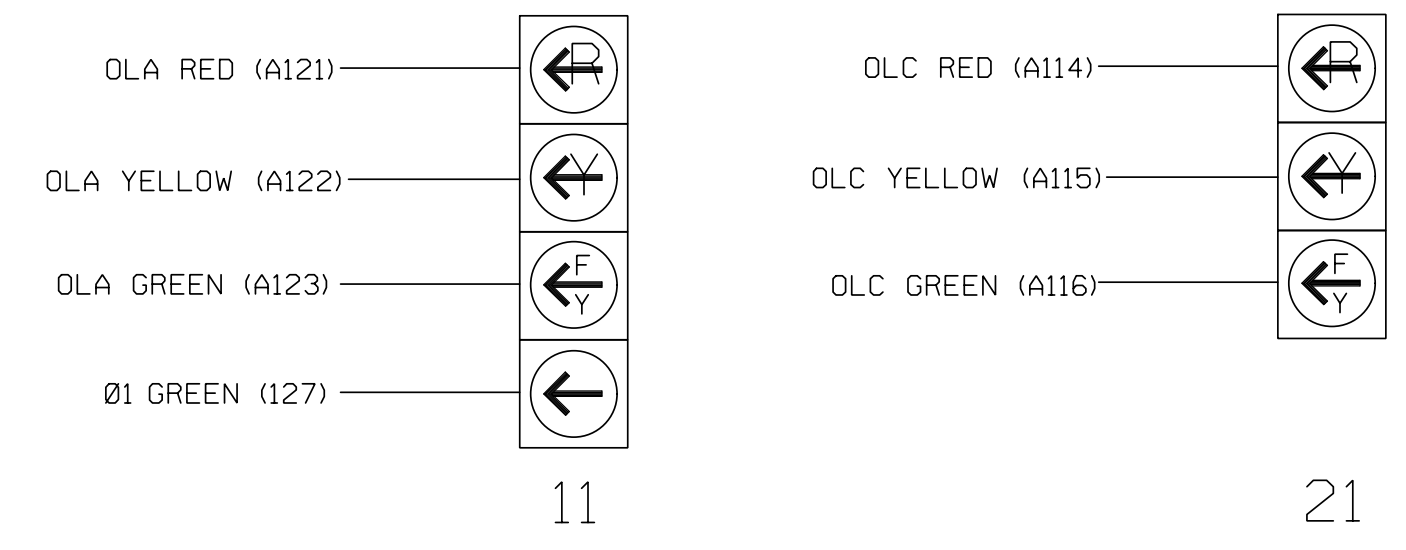 OLA RED (A121)
R
OLA YELLOW (A122)
Y
OLA GREEN (A123)
F
Y
Ø1 GREEN (127)
11
OLC RED (A114)
R
OLC YELLOW (A115)
Y
OLC GREEN (A116)
F
Y
21